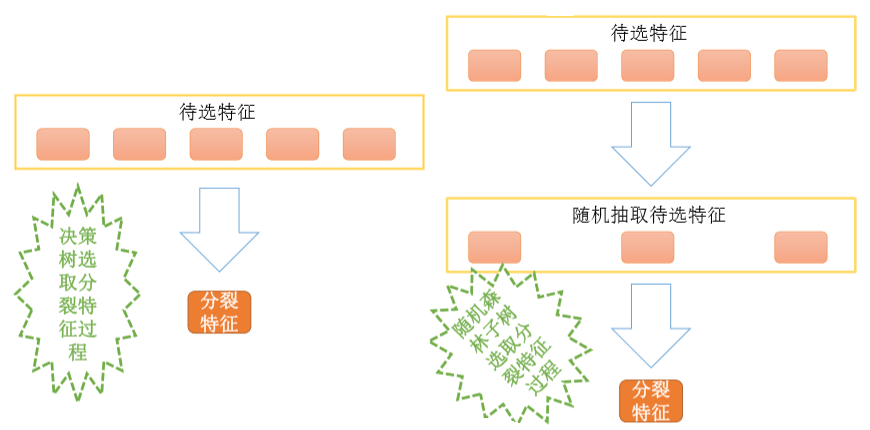 待选特征
决策
树选
取分
裂特
征过
程
分裂
特征
待选特征
随机抽取待选特征
随机森
林子树
选取分
裂特征
过程
分裂
特征